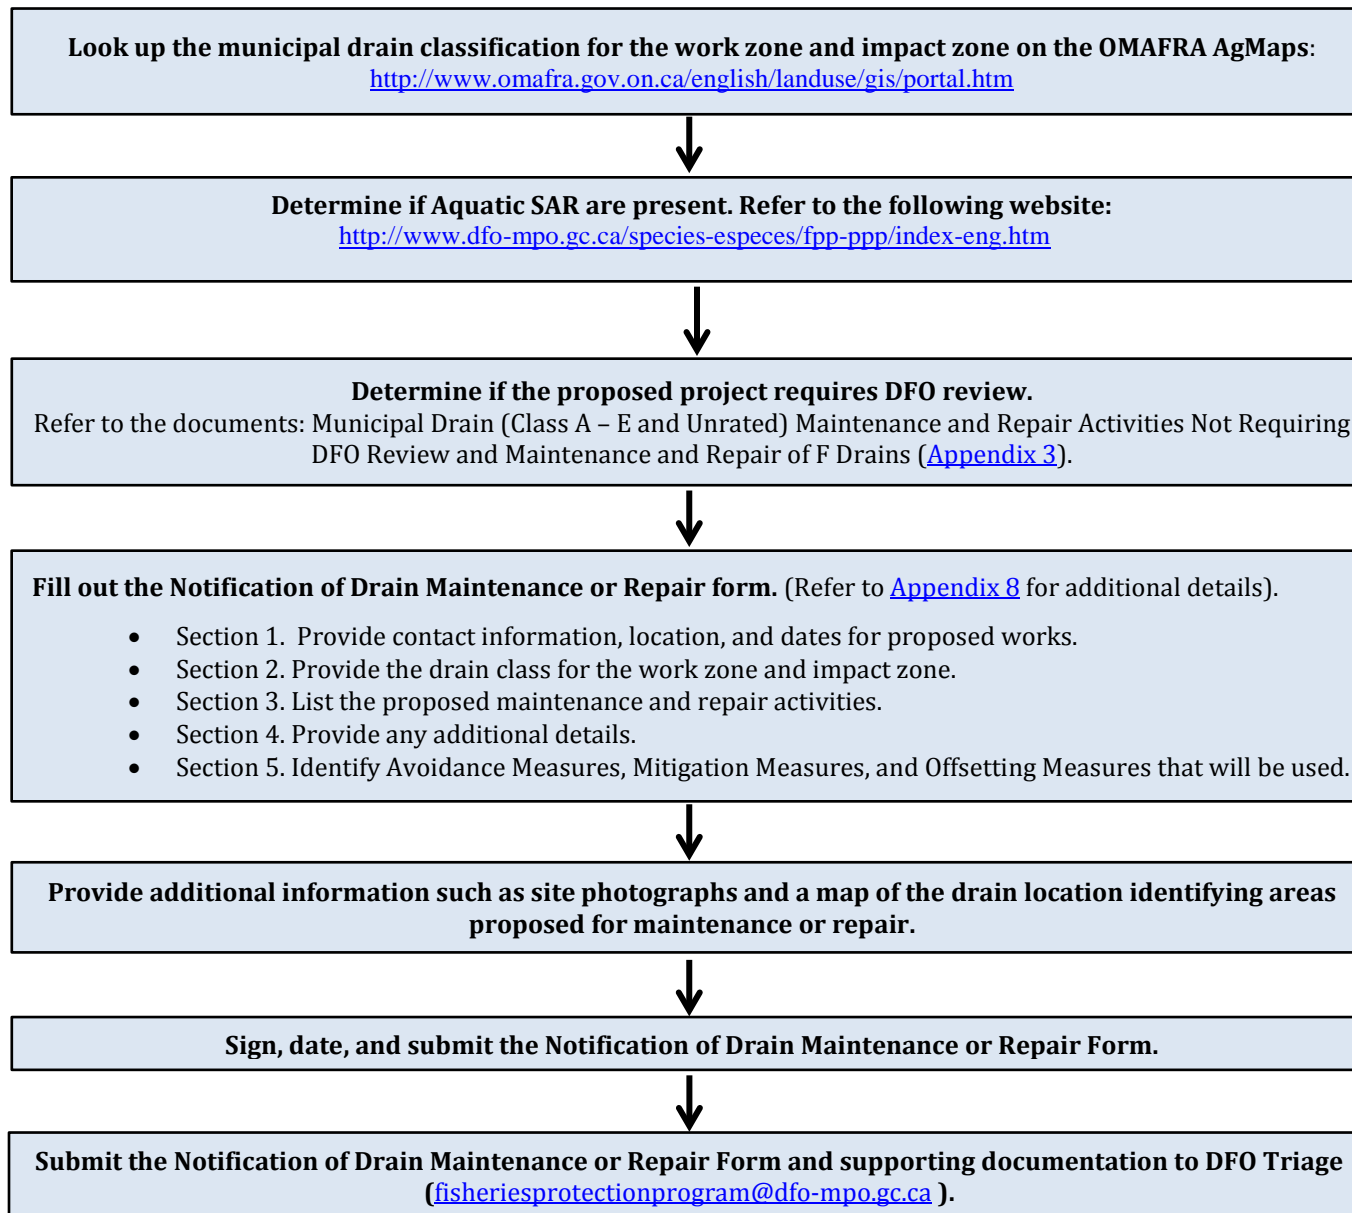 Look up the municipal drain classification for the work zone and impact zone on the OMAFRA AgMaps:
http://www.omafra.gov.on.ca/english/landuse/gis/portal.htm
Determine if Aquatic SAR are present. Refer to the following website:
http://www.dfo-mpo.gc.ca/species-especes/fpp-ppp/index-eng.htm
Determine if the proposed project requires DFO review.
Refer to the documents: Municipal Drain (Class A – E and Unrated) Maintenance and Repair Activities Not Requiring
DFO Review and Maintenance and Repair of F Drains (Appendix 3).
Fill out the Notification of Drain Maintenance or Repair form. (Refer to Appendix 8 for additional details).
• Section 1.  Provide contact information, location, and dates for proposed works.
• Section 2. Provide the drain class for the work zone and impact zone.
• Section 3. List the proposed maintenance and repair activities.
• Section 4. Provide any additional details.
• Section 5. Identify Avoidance Measures, Mitigation Measures, and Offsetting Measures that will be used.
Provide additional information such as site photographs and a map of the drain location identifying areas
proposed for maintenance or repair.
Sign, date, and submit the Notification of Drain Maintenance or Repair Form.
Submit the Notification of Drain Maintenance or Repair Form and supporting documentation to DFO Triage
(fisheriesprotectionprogram@dfo-mpo.gc.ca ).